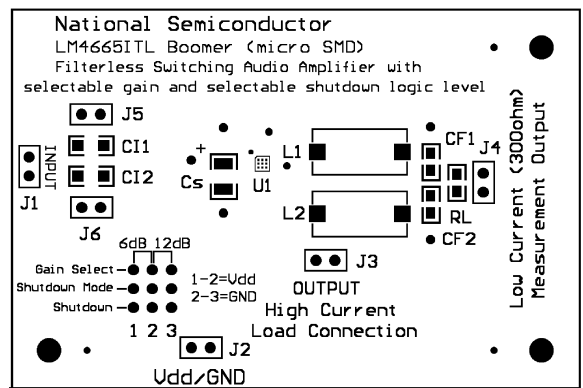 National Semiconductor
LM4665ITL Boomer (micro SMD)
Filterless Switching Audio Amplifier with
selectable gain and selectable shutdown logic level
J5
INPUT
J1
CI1
CI2
J6
+
Cs
U1
L1
L2
CF1
J4
RL
CF2
Low Current (300ohm)
Measurement Output
6dB 12dB
Gain Select
Shutdown Mode
Shutdown
1 2 3
1-2=Vdd
2-3=GND
J3
OUTPUT
High Current
Load Connection
J2
Vdd/GND